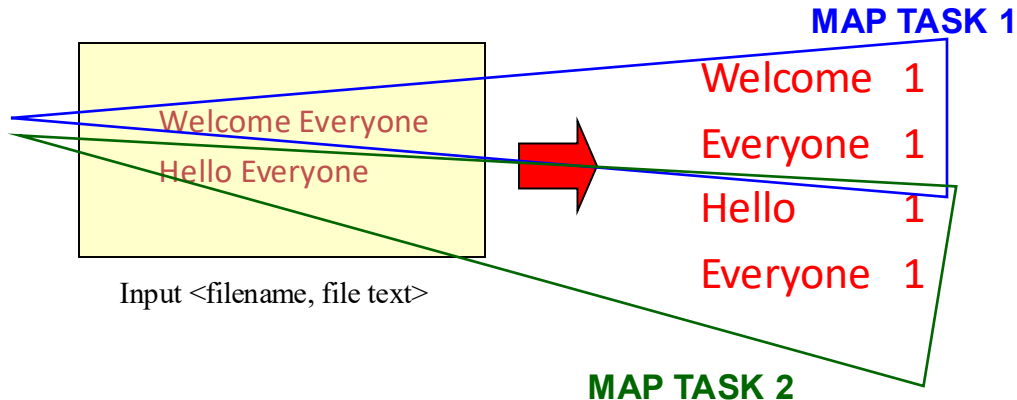 MAP TASK 1
Welcome Everyone
Hello Everyone
Welcome 1
Everyone 1
Hello 1
Everyone 1
Input <filename, file text>
MAP TASK 2